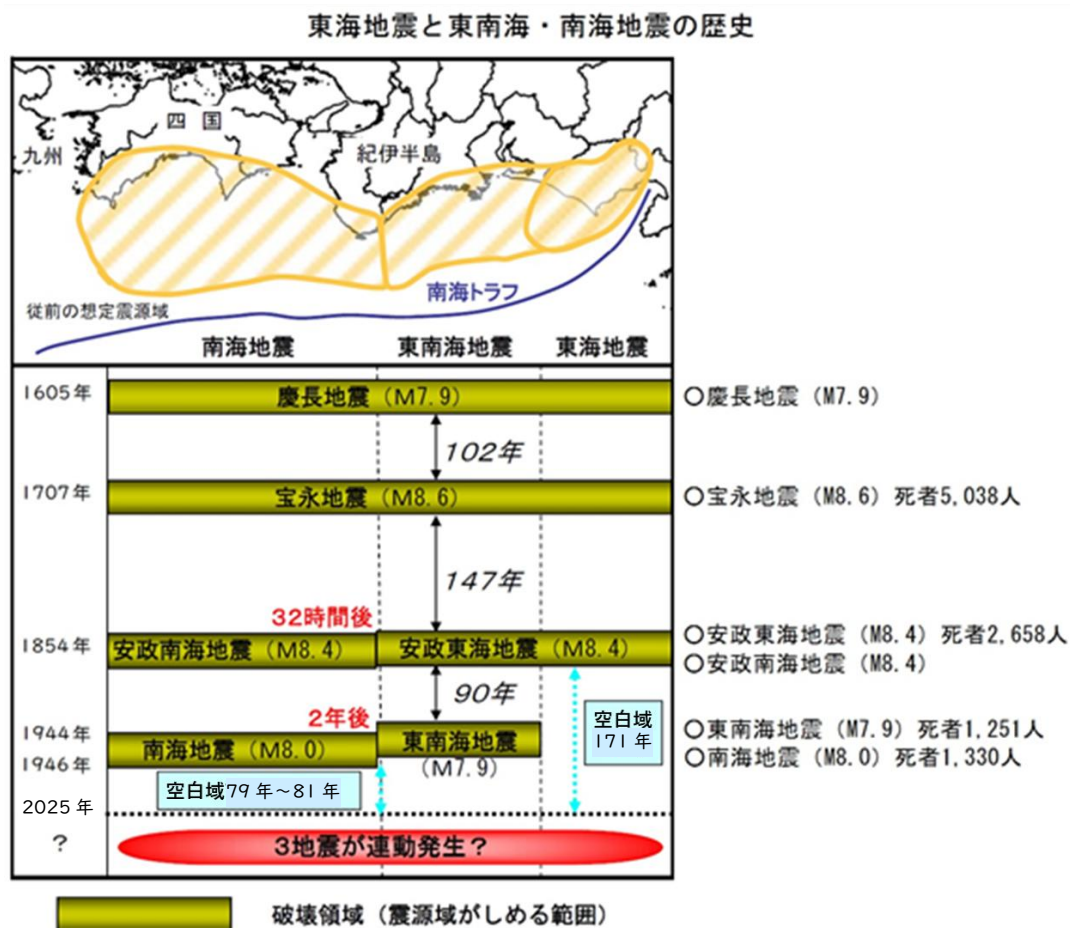 東海地震と東南海・南海地震の歴史
四 国
九州
紀伊半島
南海トラフ
従前の想定震源域
南海地震
東南海地震
東海地震
1605年
慶長地震（M7.9）
○慶長地震（M7.9）
102年
1707年
宝永地震（M8.6）
○宝永地震（M8.6）死者5,038人
147年
32時間後
1854年
安政南海地震（M8.4）
安政東海地震（M8.4）
○安政東海地震（M8.4）死者2,658人
○安政南海地震（M8.4）
90年
2年後
空白域
171年
1944年
1946年
南海地震（M8.0）
東南海地震
（M7.9）
○東南海地震（M7.9）死者1,251人
○南海地震（M8.0）死者1,330人
空白域79年～81年
2025年
?
3地震が連動発生？
破壊領域（震源域がしめる範囲）